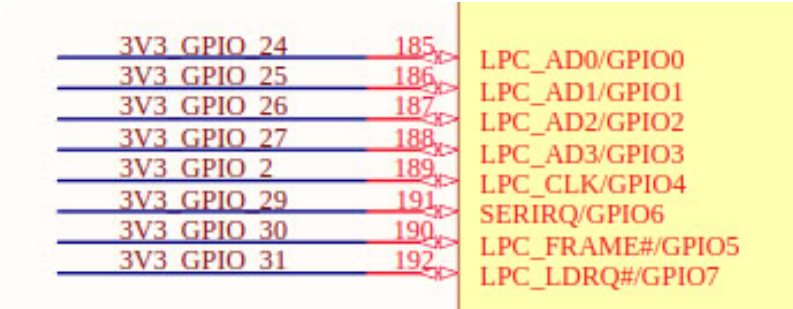 3V3_GPIO_24 185 LPC_AD0/GPIO0
3V3_GPIO_25 186 LPC_AD1/GPIO1
3V3_GPIO_26 187 LPC_AD2/GPIO2
3V3_GPIO_27 188 LPC_AD3/GPIO3
3V3_GPIO_2 189 LPC_CLK/GPIO4
3V3_GPIO_29 191 SERIRQ/GPIO6
3V3_GPIO_30 190 LPC_FRAME#/GPIO5
3V3_GPIO_31 192 LPC_LDRQ#/GPIO7